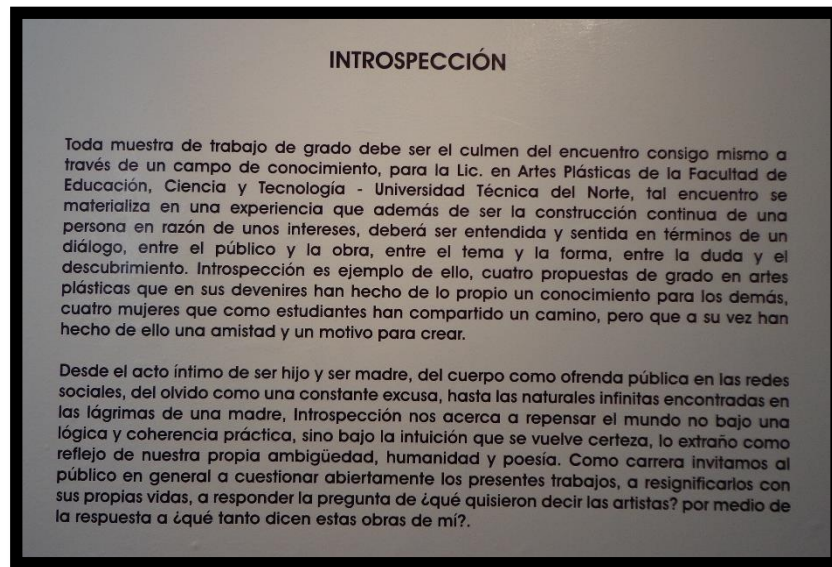 INTROSPECCIÓN
Toda muestra de trabajo de grado debe ser el culmen del encuentro consigo mismo a
través de un campo de conocimiento, para la Lic. en Artes Plásticas de la Facultad de
Educación, Ciencia y Tecnología - Universidad Técnica del Norte, tal encuentro se
materializa en una experiencia que además de ser la construcción continua de una
persona en razón de unos intereses, deberá ser entendida y sentida en términos de un
diálogo, entre el público y la obra, entre el tema y la forma, entre la duda y el
descubrimiento. Introspección es ejemplo de ello, cuatro propuestas de grado en artes
plásticas que en sus devenires han hecho de lo propio un conocimiento para los demás,
cuatro mujeres que como estudiantes han compartido un camino, pero que a su vez han
hecho de ello una amistad y un motivo para crear.
Desde el acto íntimo de ser hijo y ser madre, del cuerpo como ofrenda pública en las redes
sociales, del olvido como una constante excusa, hasta las naturales infinitas encontradas en
las lágrimas de una madre, Introspección nos acerca a repensar el mundo no bajo una
lógica y coherencia práctica, sino bajo la intuición que se vuelve certeza, lo extraño como
reflejo de nuestra propia ambigüedad, humanidad y poesía. Como carrera invitamos al
público en general a cuestionar abiertamente los presentes trabajos, a resignificarlos con
sus propias vidas, a responder la pregunta de ¿qué quisieron decir las artistas? por medio de
la respuesta a ¿qué tanto dicen estas obras de mí?.